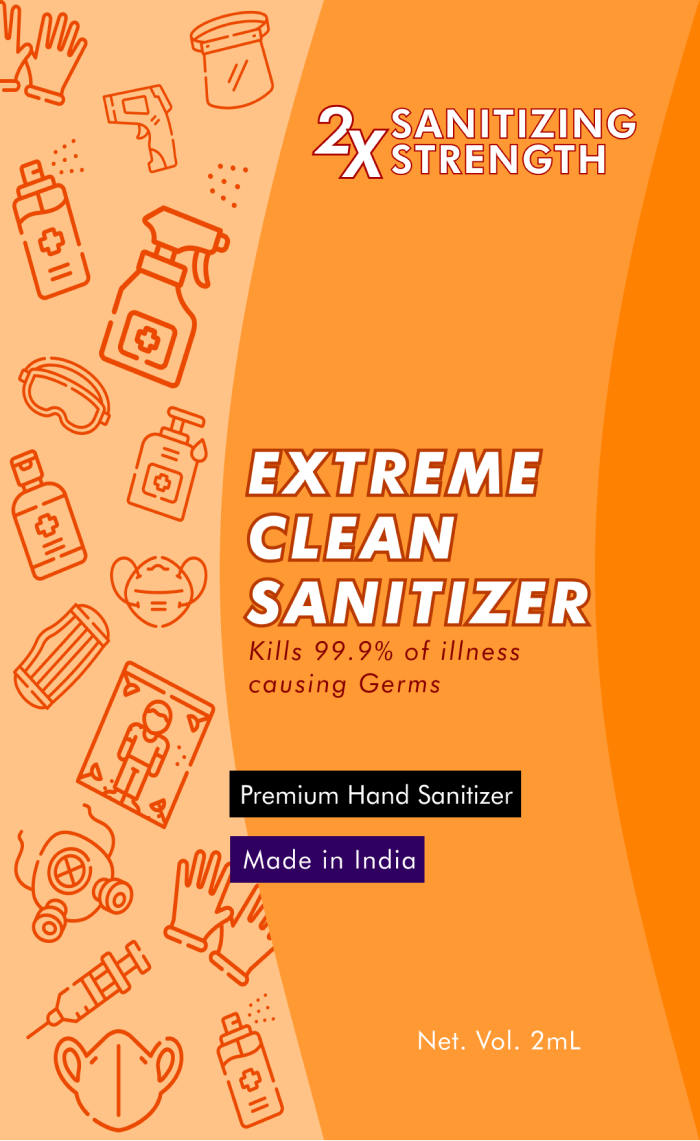 2X SANITIZING
STRENGTH
EXTREME
CLEAN
SANITIZER
Kills 99.9% of illness
causing Germs
Premium Hand Sanitizer
Made in India
Net. Vol. 2mL